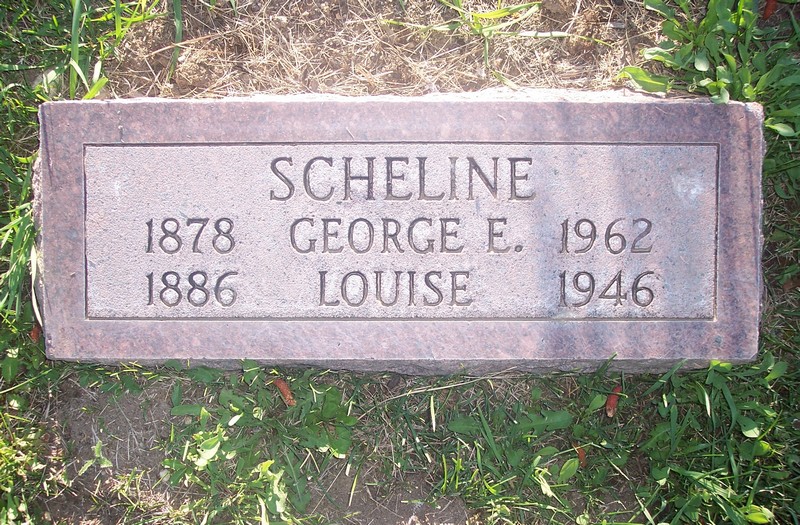 SCHELINE
1878 GEORGE E. 1962
1886 LOUISE 1946